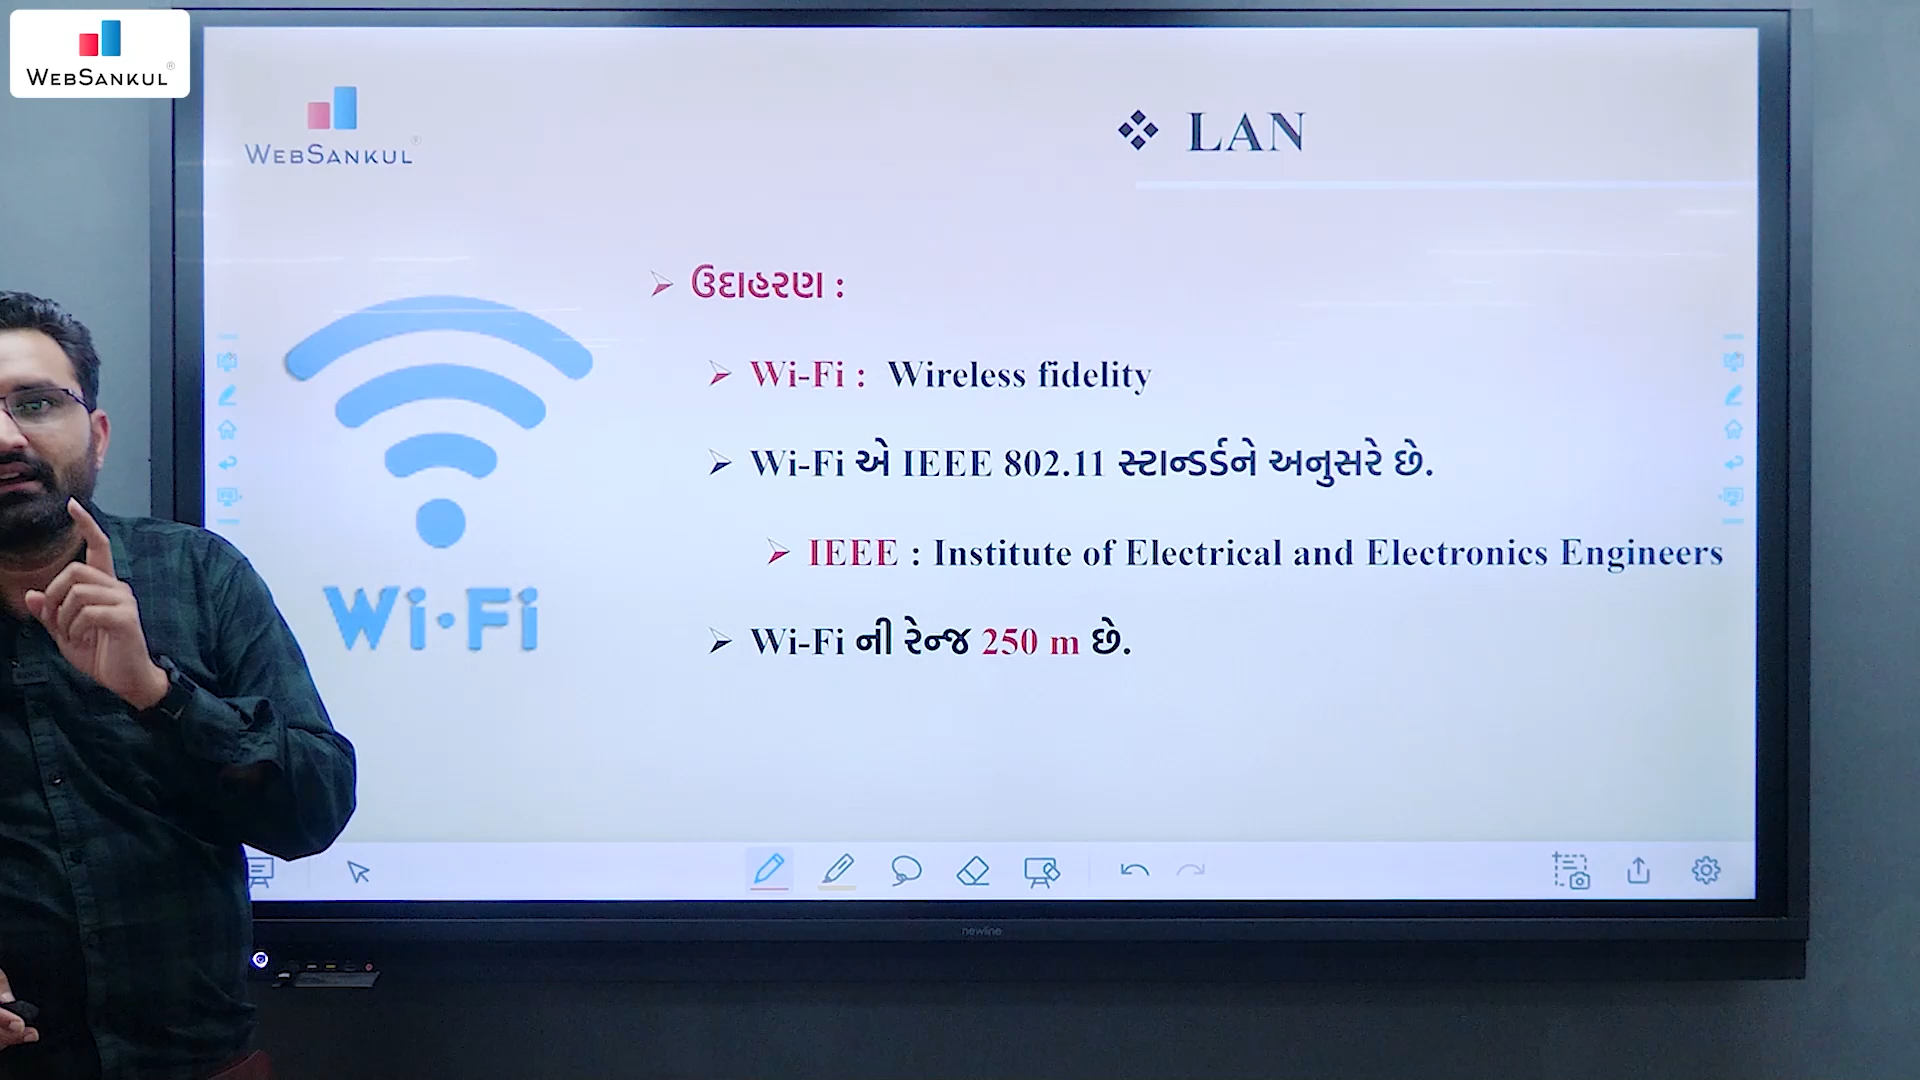 WEBSANKUL®
WEBSANKUL®
❖ LAN
➢ ઉદાહરણ :
➢ Wi-Fi : Wireless fidelity
➢ Wi-Fi એ IEEE 802.11 સ્ટાન્ડર્ડને અનુસરે છે.
➢ IEEE : Institute of Electrical and Electronics Engineers
➢ Wi-Fi ની રેન્જ 250 m છે.
Wi·Fi
newline